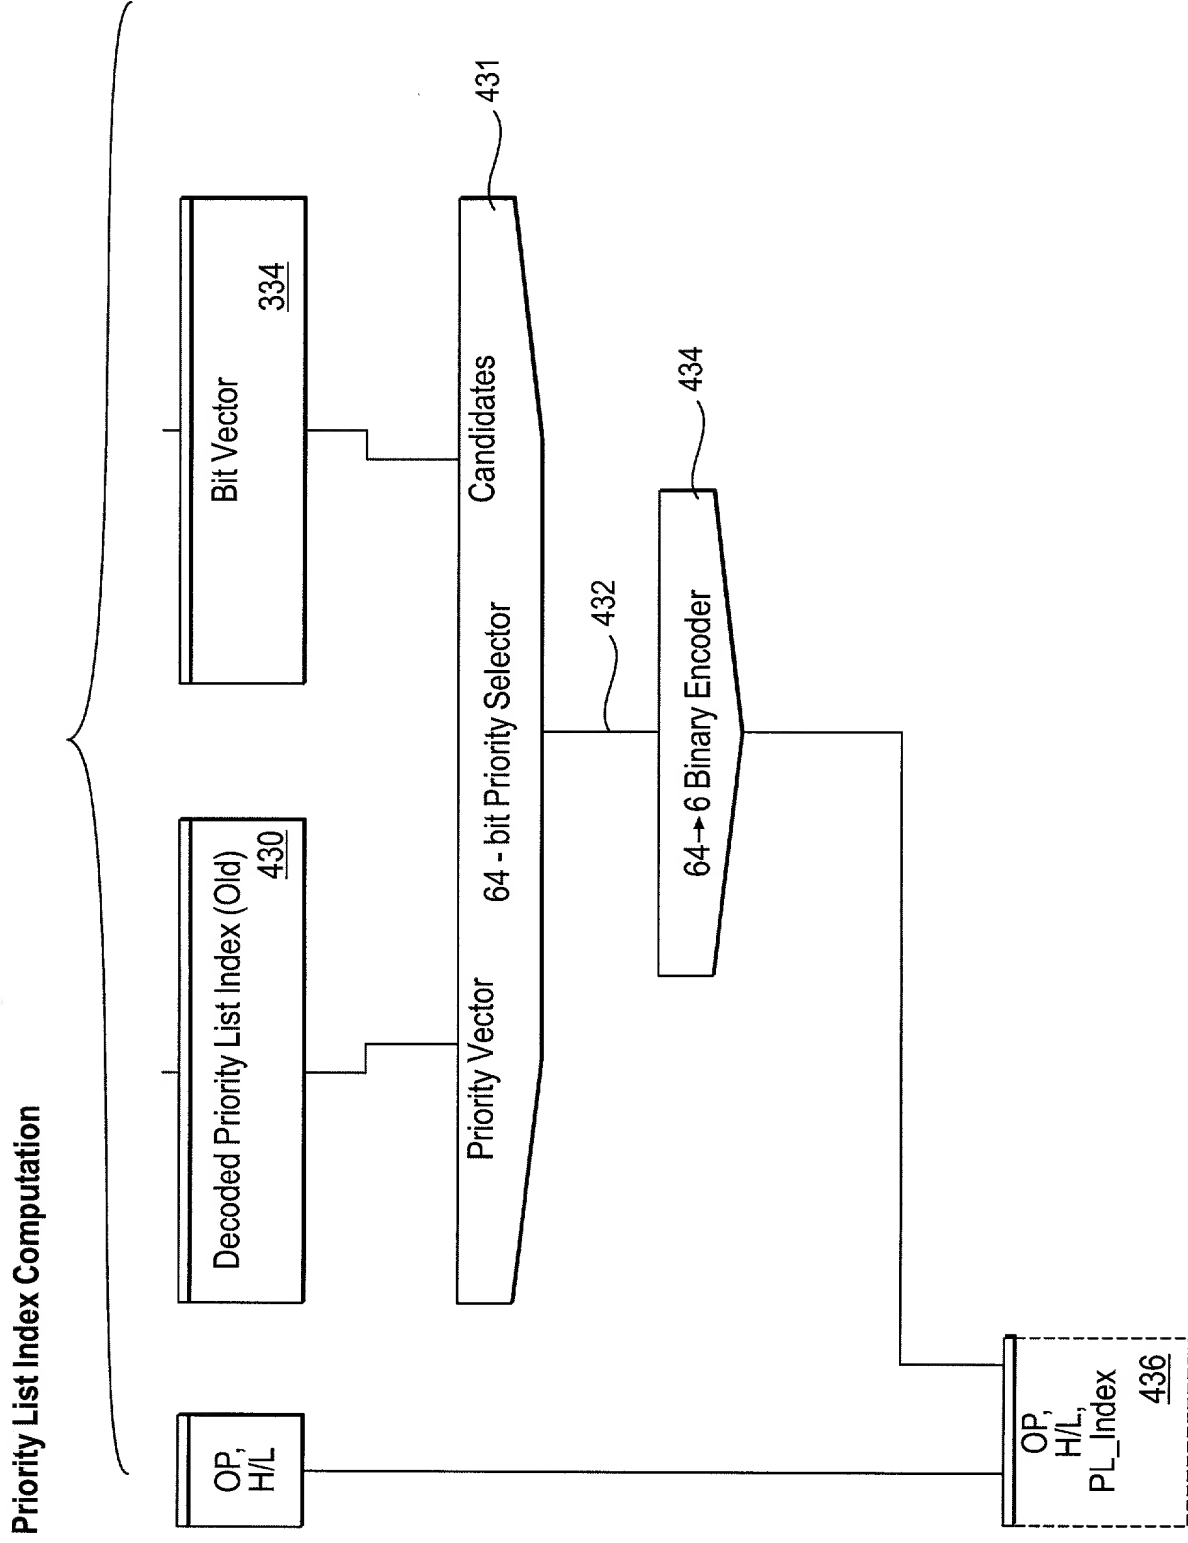 Priority List Index Computation
OP,
H/L
Decoded Priority List Index (Old)
430
Bit Vector
334
Priority Vector
64 - bit Priority Selector
Candidates
431
432
64→6 Binary Encoder
434
OP,
H/L,
PL_Index
436